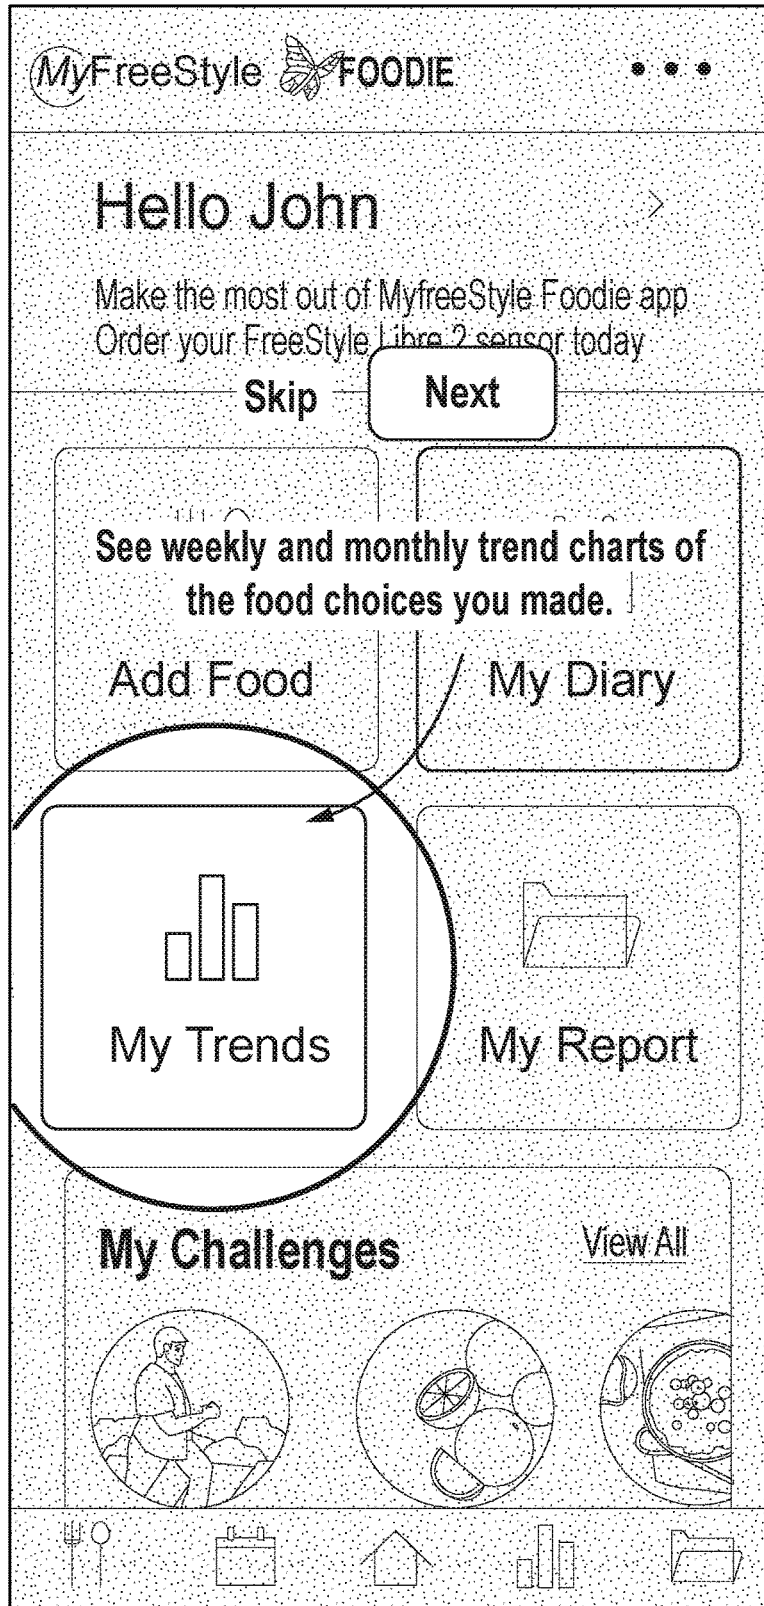 MyFreeStyle FOODIE
Hello John
Make the most out of MyfreeStyle Foodie app
Order your FreeStyle Libre 2 sensor today
Skip Next
See weekly and monthly trend charts of
the food choices you made.
Add Food My Diary
My Trends My Report
My Challenges View All